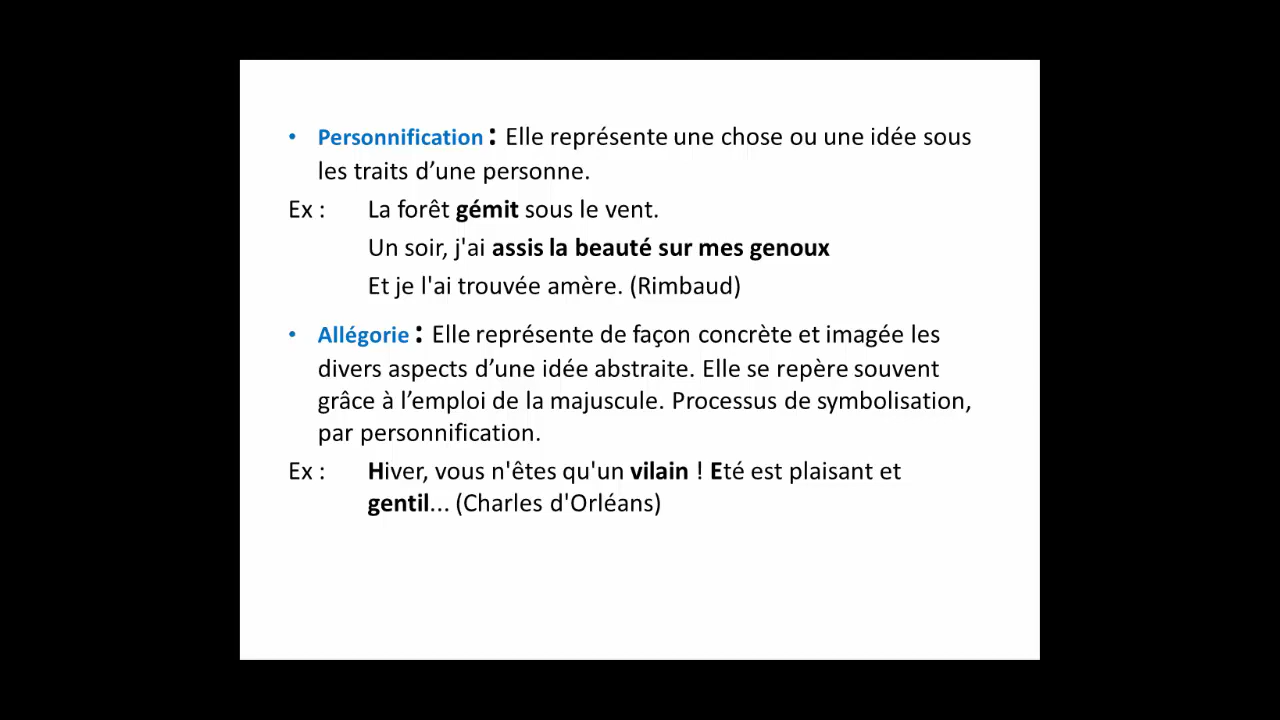 • Personnification : Elle représente une chose ou une idée sous
les traits d’une personne.
Ex : La forêt gémit sous le vent.
Un soir, j'ai assis la beauté sur mes genoux
Et je l'ai trouvée amère. (Rimbaud)
• Allégorie : Elle représente de façon concrète et imagée les
divers aspects d’une idée abstraite. Elle se repère souvent
grâce à l’emploi de la majuscule. Processus de symbolisation,
par personnification.
Ex : Hiver, vous n'êtes qu'un vilain ! Eté est plaisant et
gentil... (Charles d'Orléans)